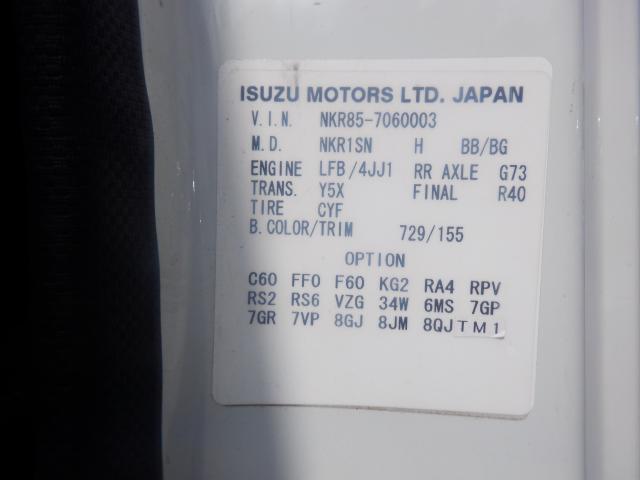 ISUZU MOTORS LTD. JAPAN
V.I.N. NKR85-7060003
M.D. NKR1SN H BB/BG
ENGINE LFB/4JJ1 RR AXLE G73
TRANS. Y5X FINAL R40
TIRE CYF
B.COLOR/TRIM 729/155
OPTION
C60 FF0 F60 KG2 RA4 RPV
RS2 RS6 VZG 34W 6MS 7GP
7GR 7VP 8GJ 8JM 8QJ TM1